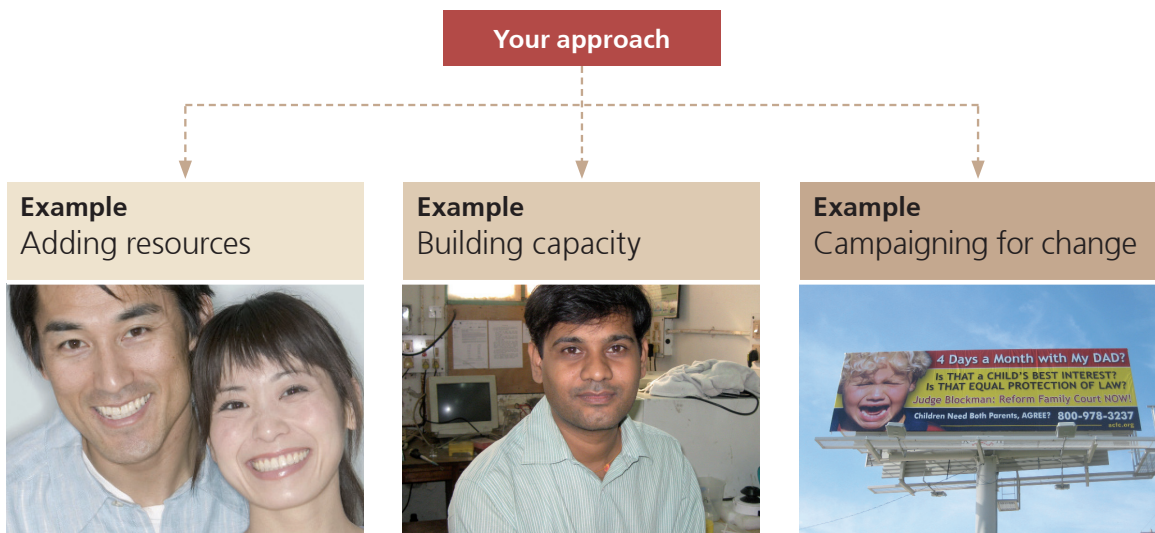 Your approach
Example
Adding resources
Example
Building capacity
Example
Campaigning for change
4 Days a Month with My DAD?
Is THAT a CHILD'S BEST INTEREST?
Is THAT EQUAL PROTECTION OF LAW?
Judge Blockman: Reform Family Court NOW!
Children Need Both Parents, AGREE? 800-978-3237
acfc.org